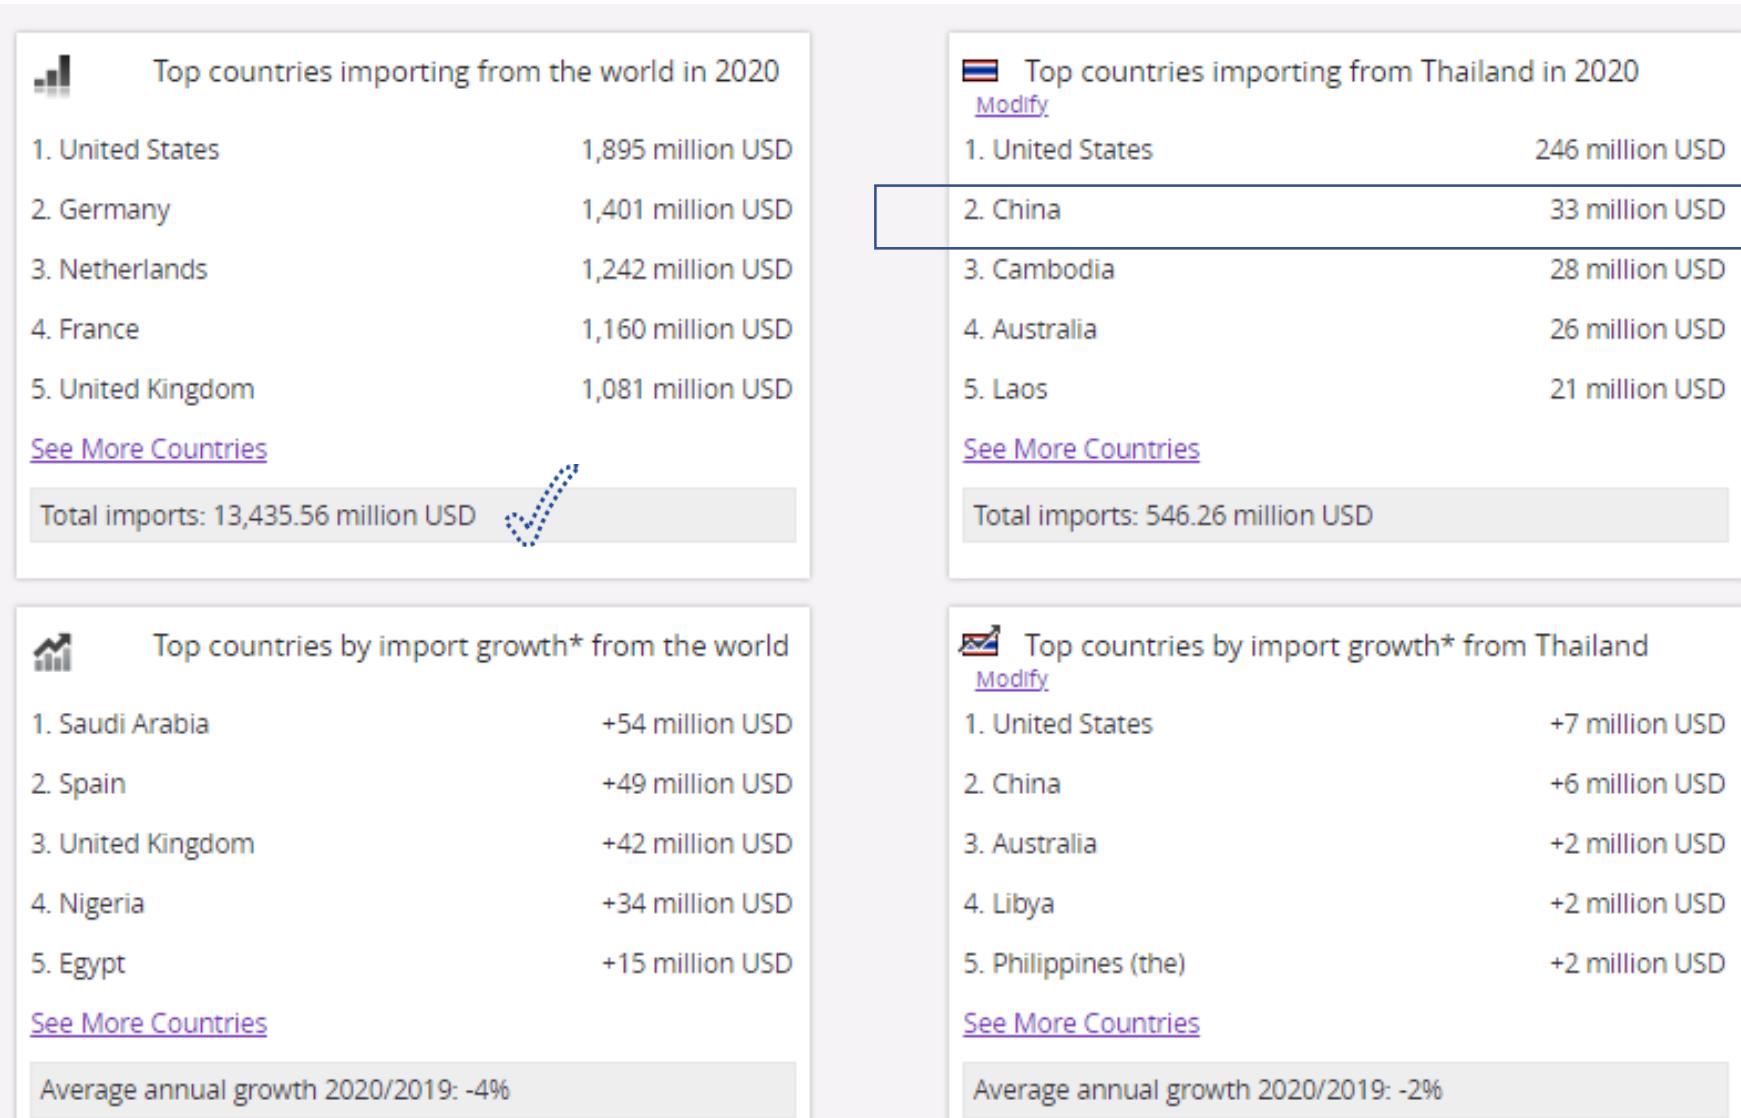 Top countries importing from the world in 2020
1. United States 1,895 million USD
2. Germany 1,401 million USD
3. Netherlands 1,242 million USD
4. France 1,160 million USD
5. United Kingdom 1,081 million USD
See More Countries
Total imports: 13,435.56 million USD
Top countries importing from Thailand in 2020
Modify
1. United States 246 million USD
2. China 33 million USD
3. Cambodia 28 million USD
4. Australia 26 million USD
5. Laos 21 million USD
See More Countries
Total imports: 546.26 million USD
Top countries by import growth* from the world
1. Saudi Arabia +54 million USD
2. Spain +49 million USD
3. United Kingdom +42 million USD
4. Nigeria +34 million USD
5. Egypt +15 million USD
See More Countries
Average annual growth 2020/2019: -4%
Top countries by import growth* from Thailand
Modify
1. United States +7 million USD
2. China +6 million USD
3. Australia +2 million USD
4. Libya +2 million USD
5. Philippines (the) +2 million USD
See More Countries
Average annual growth 2020/2019: -2%